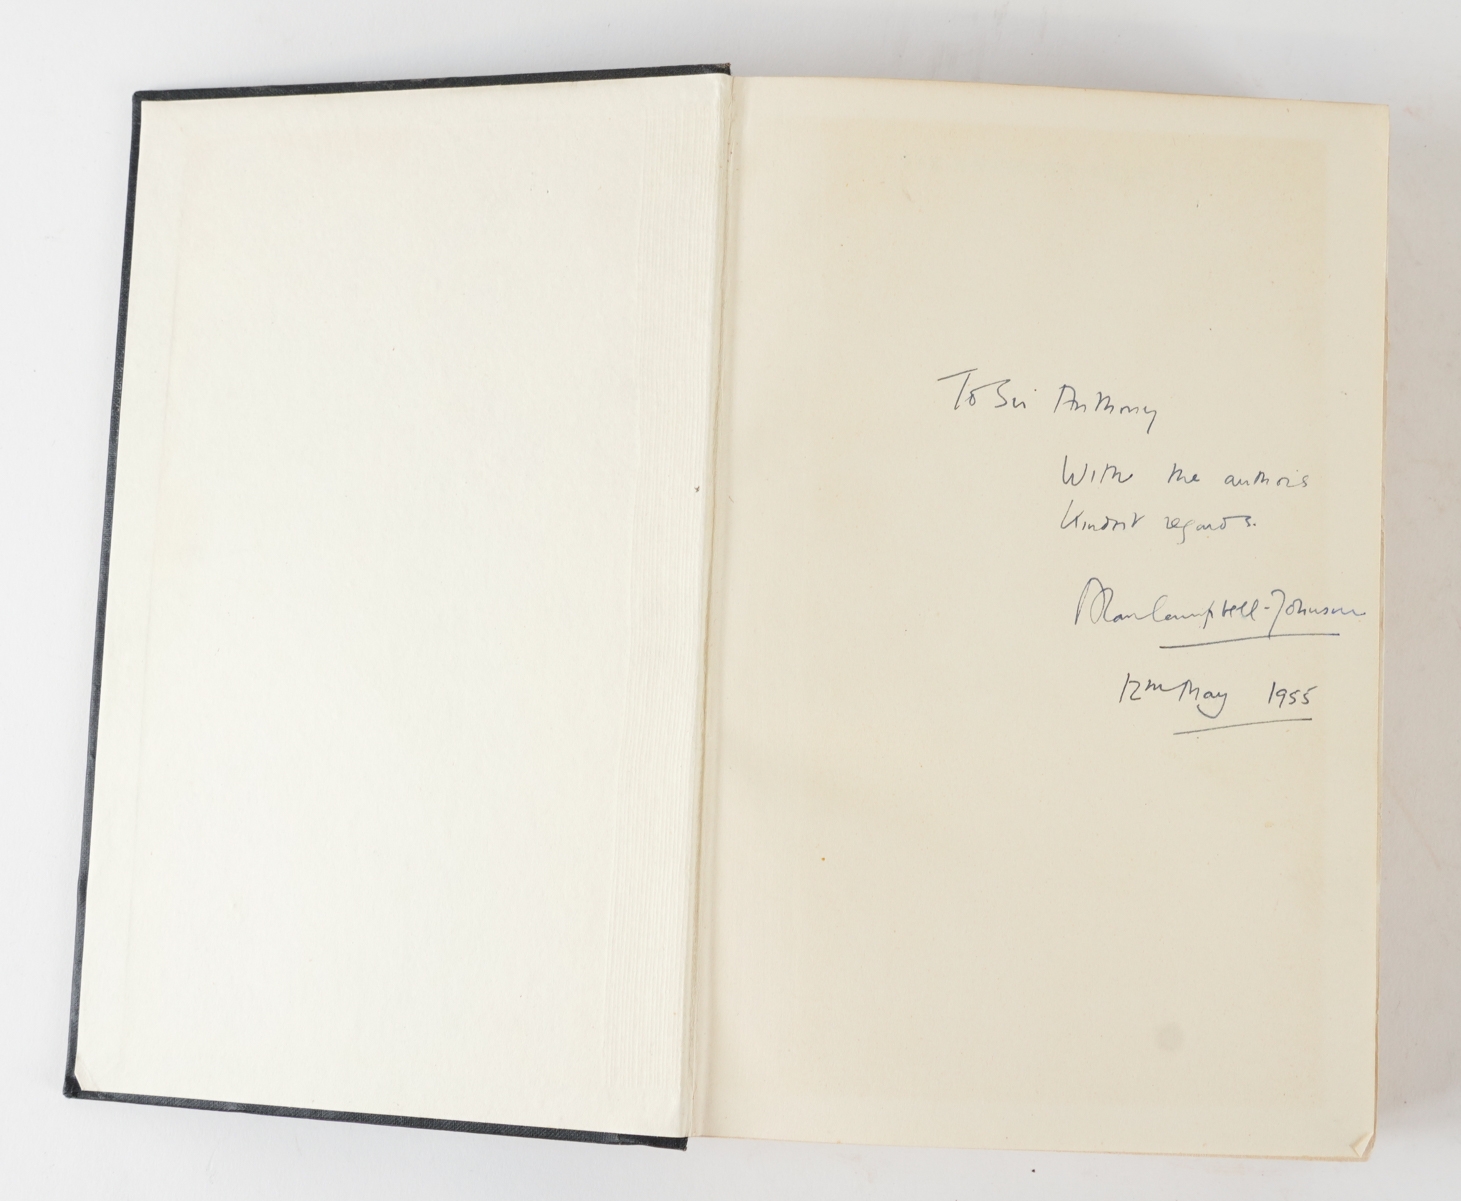 To Sir Anthony
With the author's
kindest regards.
Alan Campbell-Johnson
12th May 1955